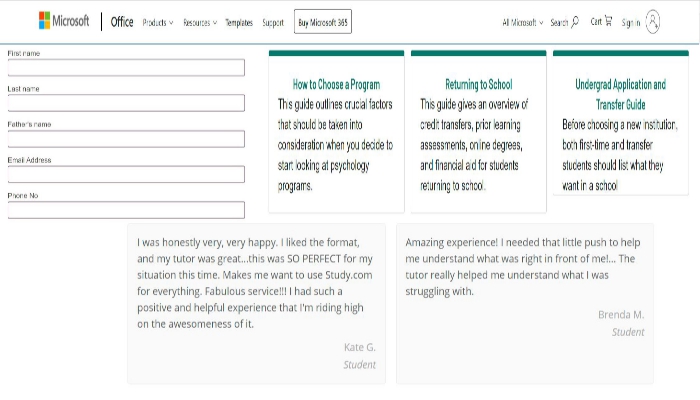 Microsoft Office Products Resources Templates Support Buy Microsoft 365 All Microsoft Search Cart Sign in
First name
Last name
Father's name
Email Address
Phone No
How to Choose a Program
This guide outlines crucial factors
that should be taken into
consideration when you decide to
start looking at psychology
programs.
Returning to School
This guide gives an overview of
credit transfers, prior learning
assessments, online degrees,
and financial aid for students
returning to school.
Undergrad Application and
Transfer Guide
Before choosing a new institution,
both first-time and transfer
students should list what they
want in a school
I was honestly very, very happy. I liked the format,
and my tutor was great...this was SO PERFECT for my
situation this time. Makes me want to use Study.com
for everything. Fabulous service!!! I had such a
positive and helpful experience that I'm riding high
on the awesomeness of it.
Kate G.
Student
Amazing experience! I needed that little push to help
me understand what was right in front of me!... The
tutor really helped me understand what I was
struggling with.
Brenda M.
Student